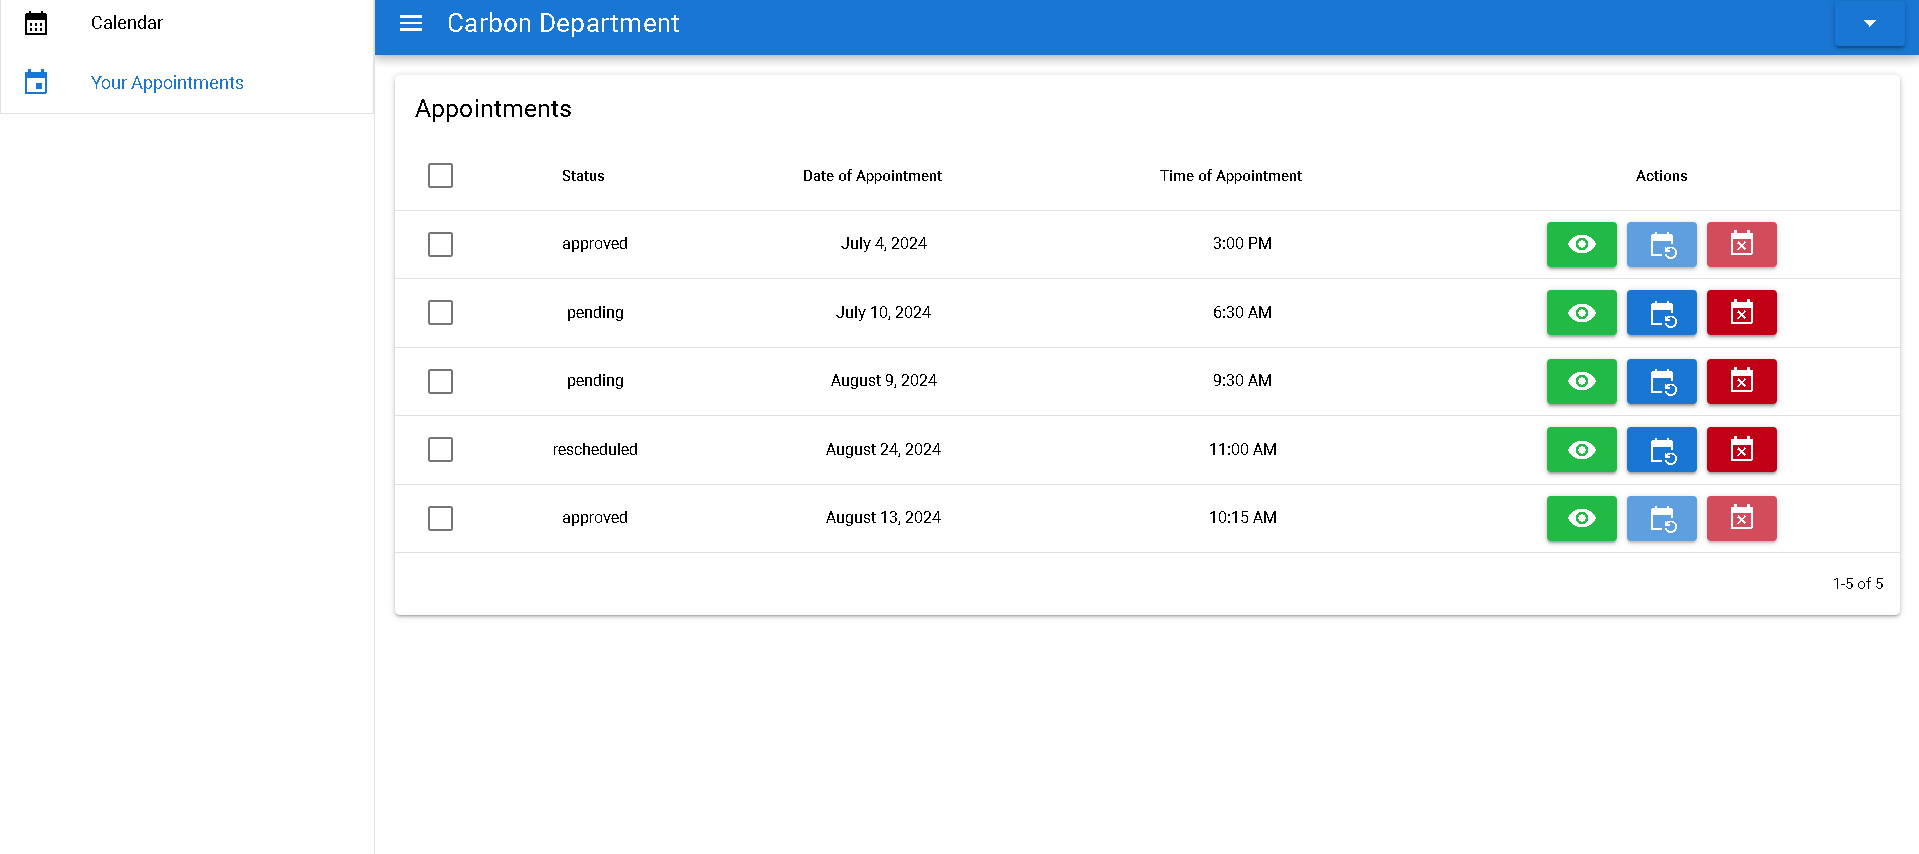 Calendar
Your Appointments
Carbon Department
Appointments
Status Date of Appointment Time of Appointment Actions
approved July 4, 2024 3:00 PM
pending July 10, 2024 6:30 AM
pending August 9, 2024 9:30 AM
rescheduled August 24, 2024 11:00 AM
approved August 13, 2024 10:15 AM
1-5 of 5